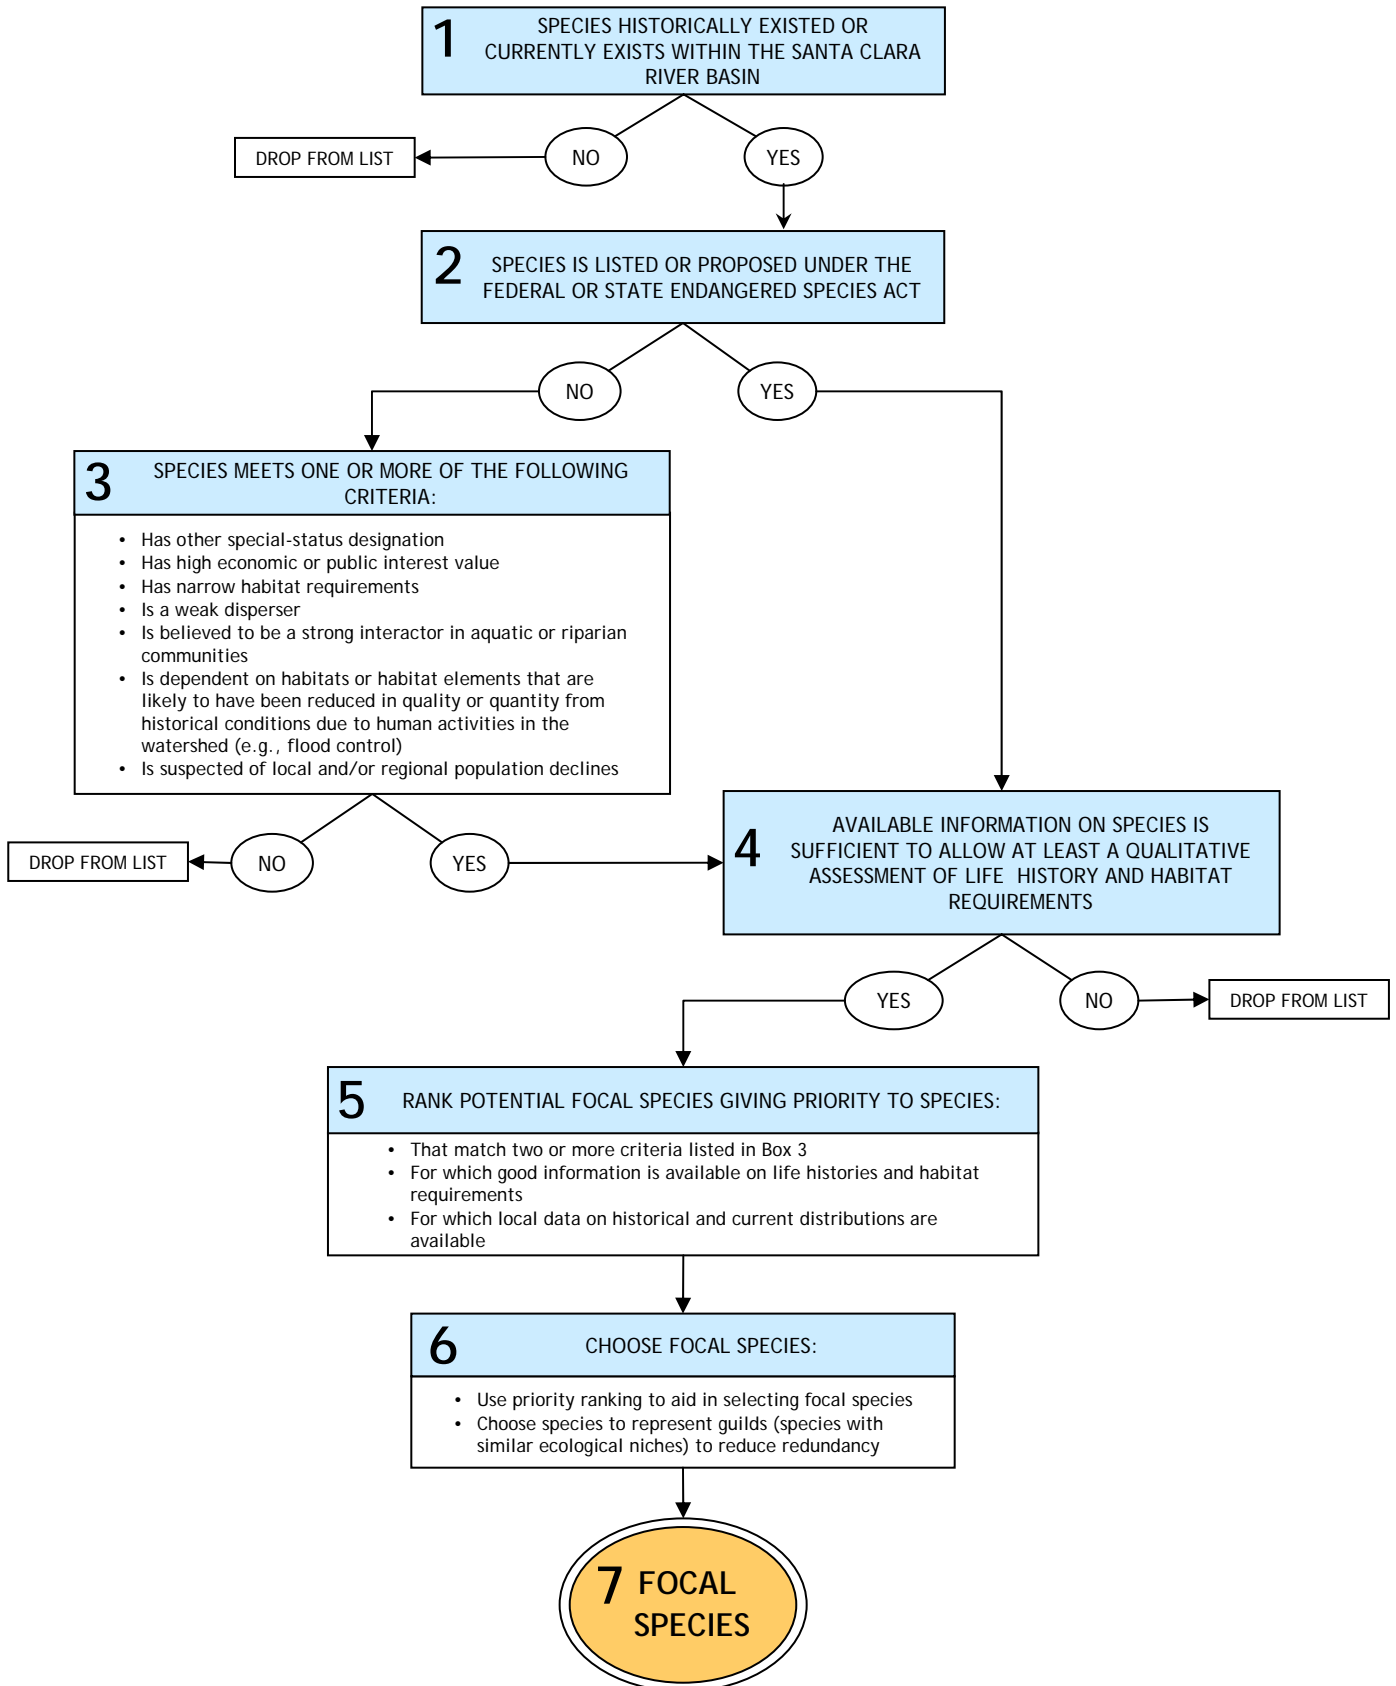 1
SPECIES HISTORICALLY EXISTED OR
CURRENTLY EXISTS WITHIN THE SANTA CLARA
RIVER BASIN
DROP FROM LIST
NO
YES
2
SPECIES IS LISTED OR PROPOSED UNDER THE
FEDERAL OR STATE ENDANGERED SPECIES ACT
NO
YES
3
SPECIES MEETS ONE OR MORE OF THE FOLLOWING
CRITERIA:
• Has other special-status designation
• Has high economic or public interest value
• Has narrow habitat requirements
• Is a weak disperser
• Is believed to be a strong interactor in aquatic or riparian
communities
• Is dependent on habitats or habitat elements that are
likely to have been reduced in quality or quantity from
historical conditions due to human activities in the
watershed (e.g., flood control)
• Is suspected of local and/or regional population declines
DROP FROM LIST
NO
YES
4
AVAILABLE INFORMATION ON SPECIES IS
SUFFICIENT TO ALLOW AT LEAST A QUALITATIVE
ASSESSMENT OF LIFE HISTORY AND HABITAT
REQUIREMENTS
YES
NO
DROP FROM LIST
5
RANK POTENTIAL FOCAL SPECIES GIVING PRIORITY TO SPECIES:
• That match two or more criteria listed in Box 3
• For which good information is available on life histories and habitat
requirements
• For which local data on historical and current distributions are
available
6
CHOOSE FOCAL SPECIES:
• Use priority ranking to aid in selecting focal species
• Choose species to represent guilds (species with
similar ecological niches) to reduce redundancy
7 FOCAL
SPECIES